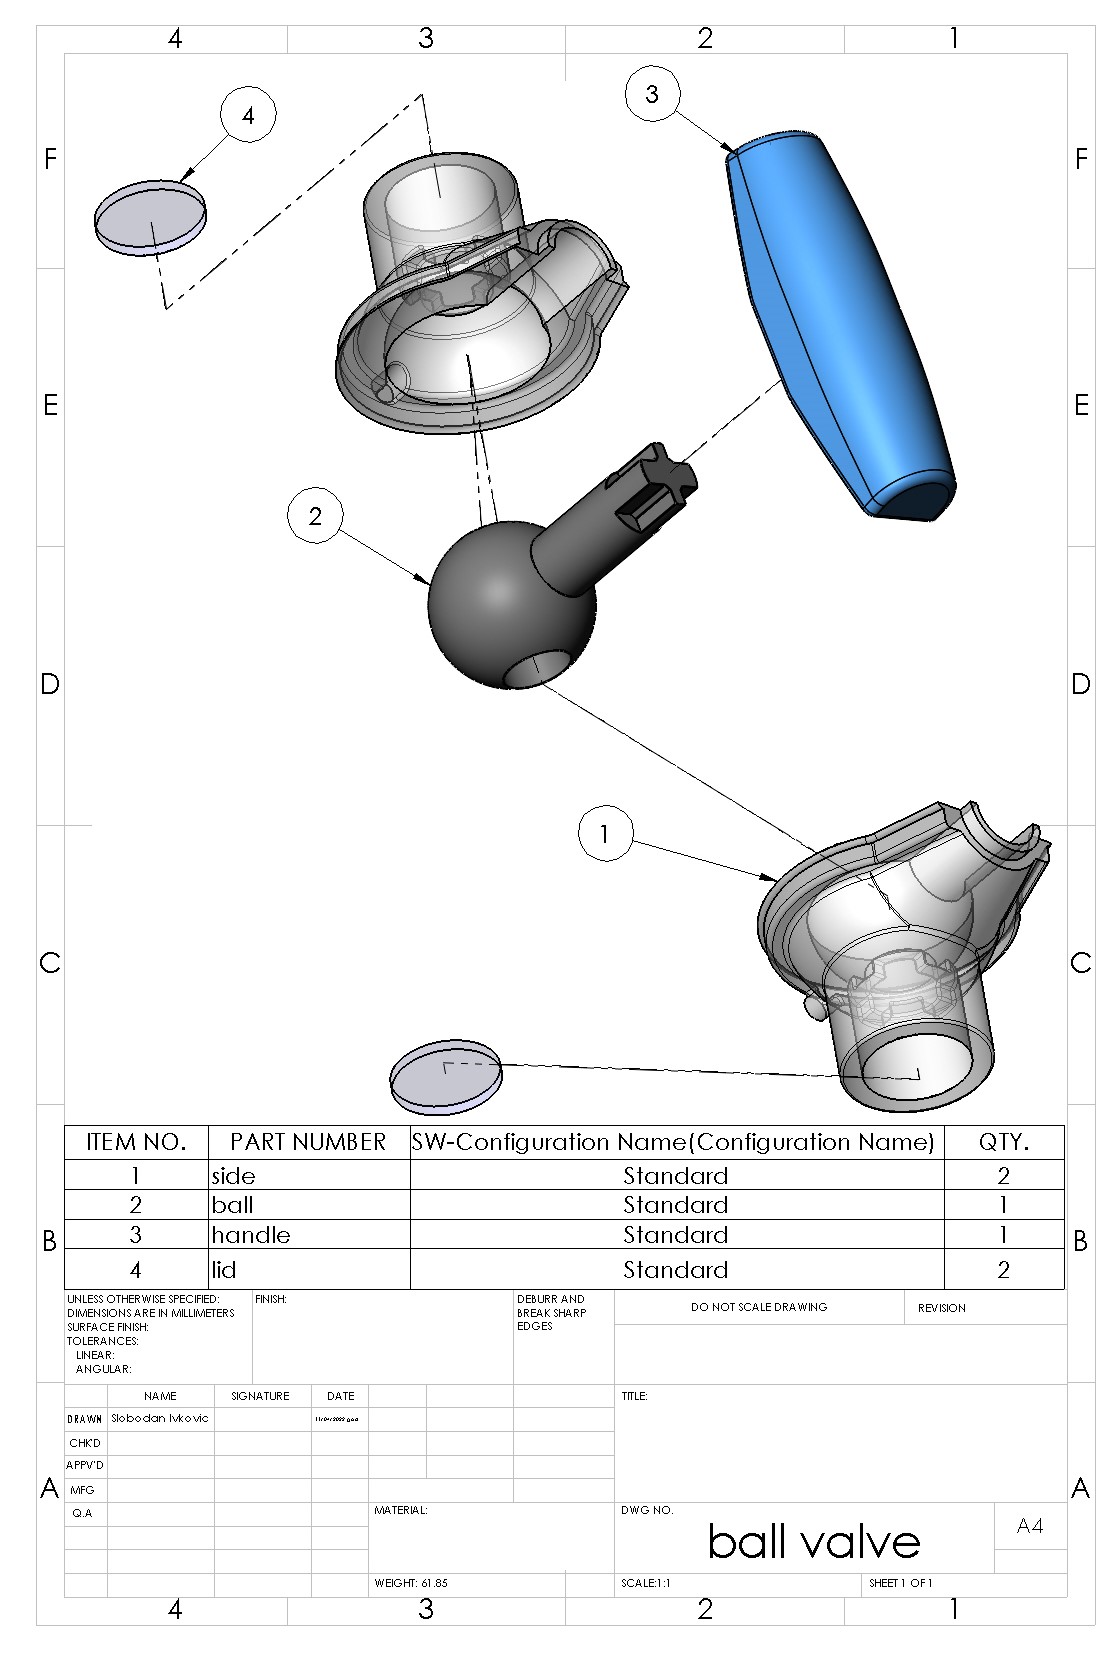 4 3 2 1
4
3
F F
E E
2
D D
1
C C
ITEM NO. PART NUMBER SW-Configuration Name(Configuration Name) QTY.
1 side Standard 2
2 ball Standard 1
3 handle Standard 1
4 lid Standard 2
B B
UNLESS OTHERWISE SPECIFIED:
DIMENSIONS ARE IN MILLIMETERS
SURFACE FINISH:
TOLERANCES:
LINEAR:
ANGULAR:
FINISH:
DEBURR AND
BREAK SHARP
EDGES
DO NOT SCALE DRAWING
REVISION
NAME SIGNATURE DATE
DRAWN Slobodan Ivkovic
CHK'D
APPV'D
MFG
Q.A
TITLE:
A A
MATERIAL:
DWG NO.
ball valve
A4
WEIGHT: 61.85
SCALE:1:1
SHEET 1 OF 1
4 3 2 1